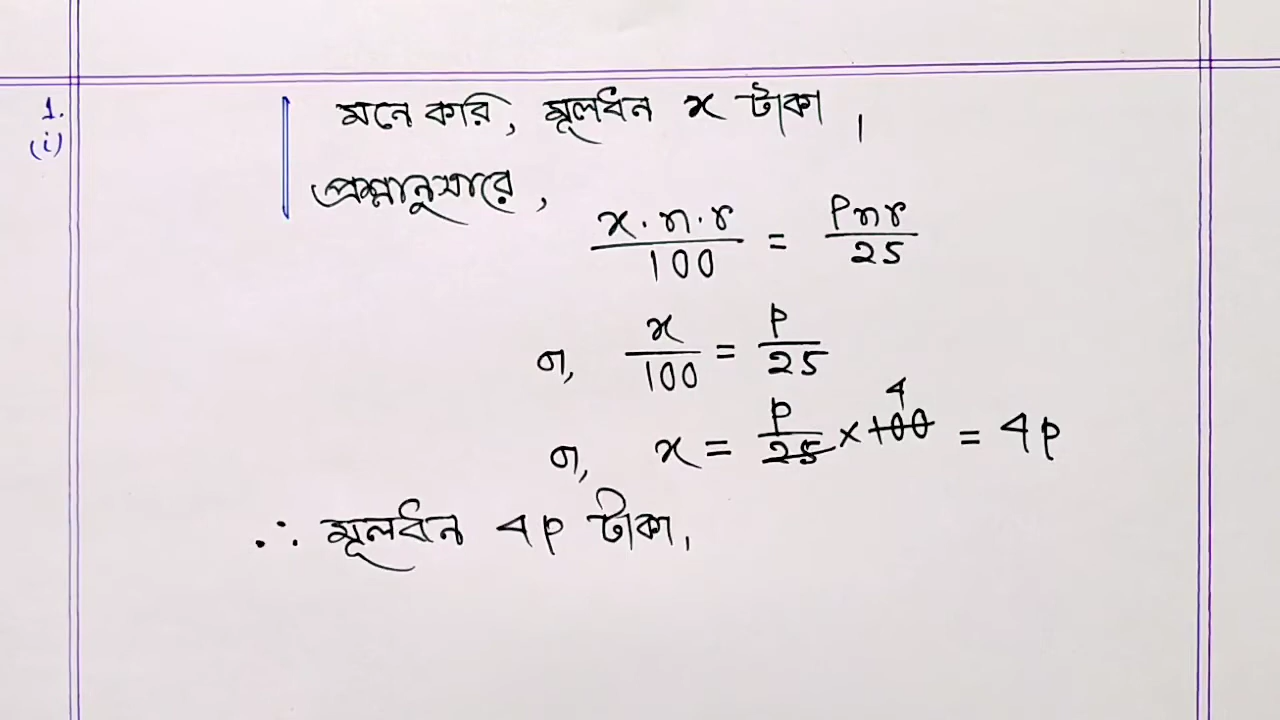 1.
(i)
মনে করি, মূলধন x টাকা।
প্রশ্নানুসারে,
x·n·r/100 = Pnr/25
বা, x/100 = P/25
বা, x = P/25 × 100 4 = 4P
∴ মূলধন 4P টাকা।